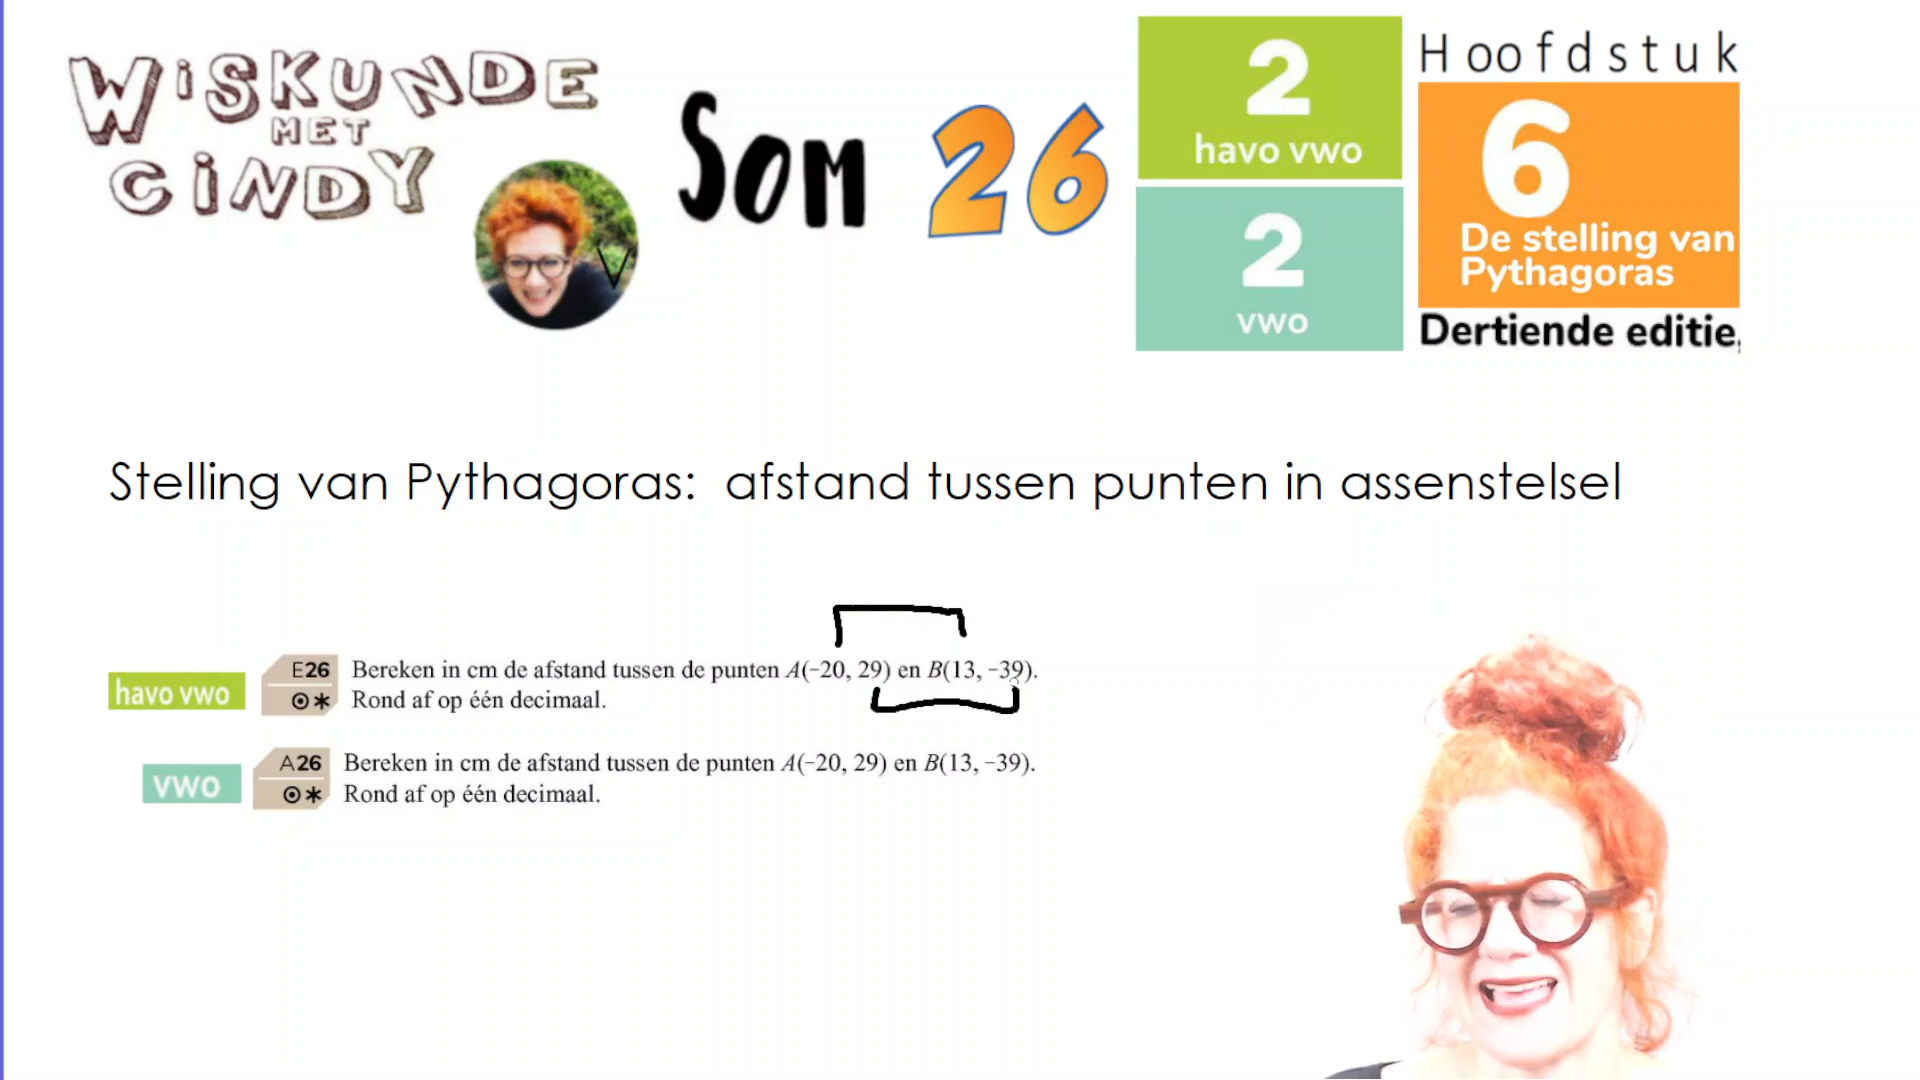 WiSKUNDE
MET
CiNDY
Som 26
2
havo vwo
2
vwo
Hoofdstuk
6
De stelling van
Pythagoras
Dertiende editie
Stelling van Pythagoras: afstand tussen punten in assenstelsel
havo vwo E26 Bereken in cm de afstand tussen de punten A(−20, 29) en B(13, −39).
Rond af op één decimaal.
vwo A26 Bereken in cm de afstand tussen de punten A(−20, 29) en B(13, −39).
Rond af op één decimaal.